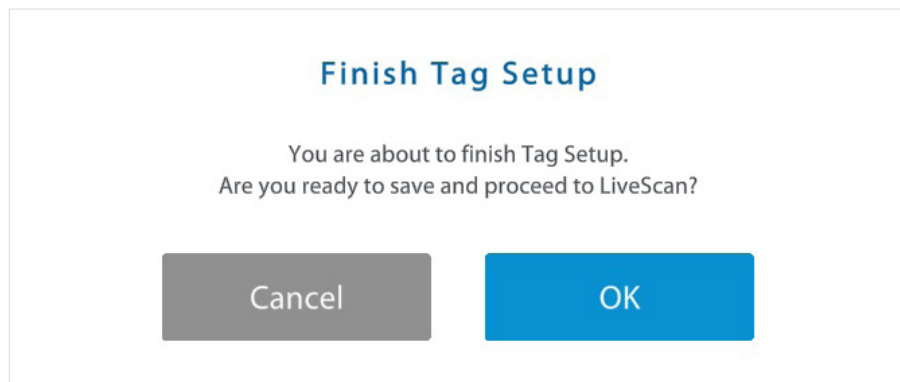 Finish Tag Setup
You are about to finish Tag Setup.
Are you ready to save and proceed to LiveScan?
Cancel
OK